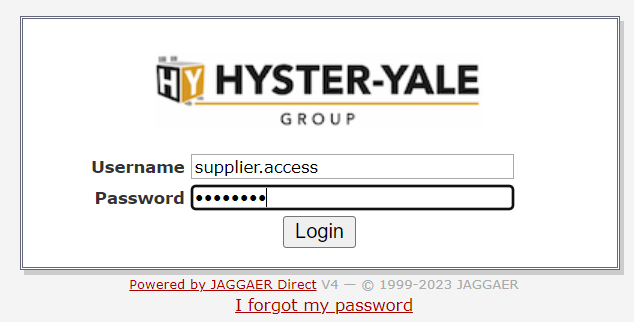 HY HYSTER-YALE
GROUP
Username supplier.access
Password ••••••••
Login
Powered by JAGGAER Direct V4 — © 1999-2023 JAGGAER
I forgot my password